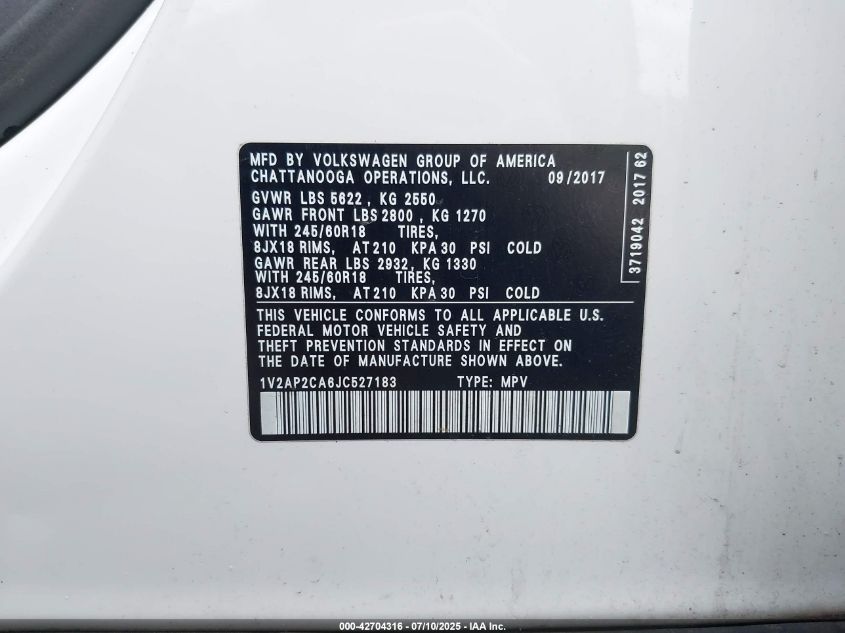 MFD BY VOLKSWAGEN GROUP OF AMERICA
CHATTANOOGA OPERATIONS, LLC. 09/2017
GVWR LBS 5622 , KG 2550
GAWR FRONT LBS 2800 , KG 1270
WITH 245/60R18 TIRES,
8JX18 RIMS, AT 210 KPA 30 PSI COLD
GAWR REAR LBS 2932, KG 1330
WITH 245/60R18 TIRES,
8JX18 RIMS, AT 210 KPA 30 PSI COLD
THIS VEHICLE CONFORMS TO ALL APPLICABLE U.S.
FEDERAL MOTOR VEHICLE SAFETY AND
THEFT PREVENTION STANDARDS IN EFFECT ON
THE DATE OF MANUFACTURE SHOWN ABOVE.
1V2AP2CA6JC527183 TYPE: MPV
3719042 2017 62
000-42704316 - 07/10/2025 - IAA Inc.